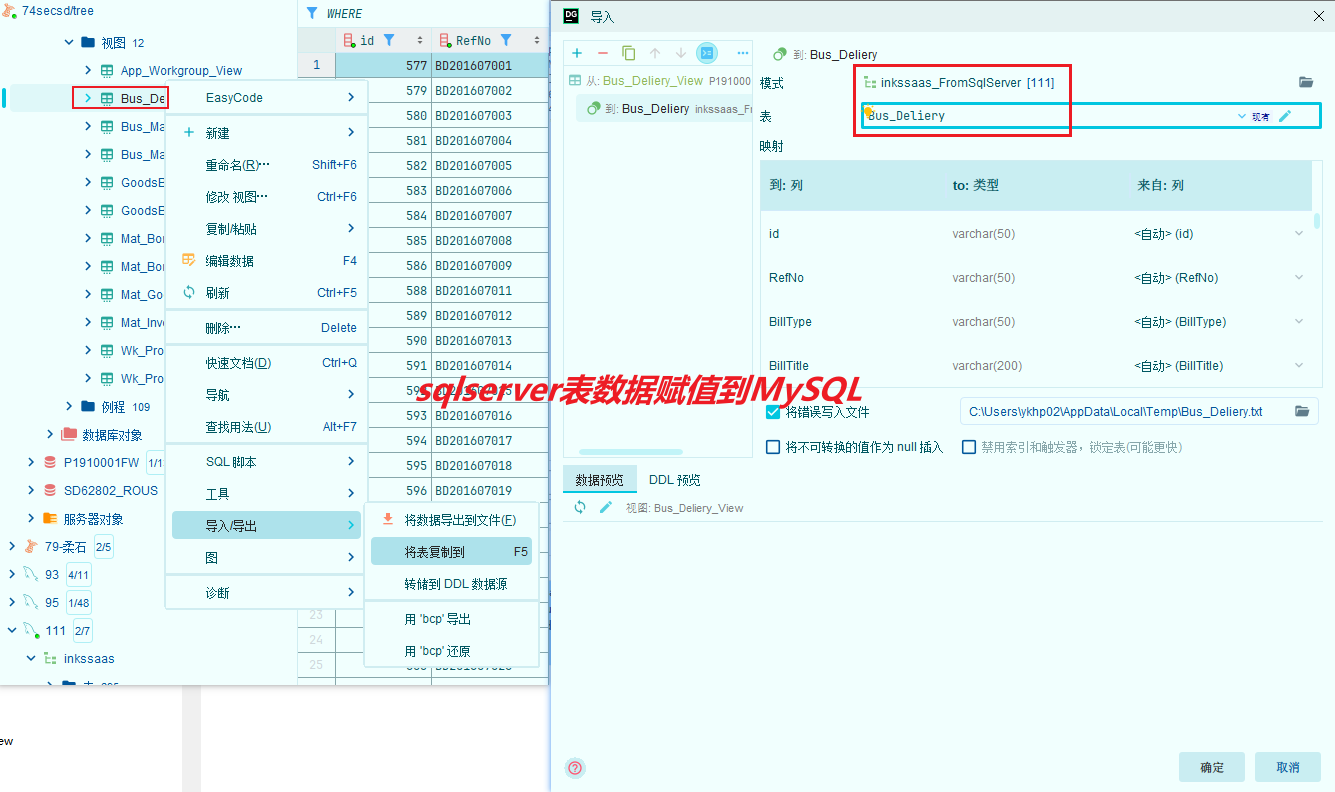 74secsd/tree
视图 12
App_Workgroup_View
Bus_De
Bus_Ma
Bus_Ma
GoodsE
GoodsE
Mat_Bor
Mat_Bor
Mat_Go
Mat_Inv
Wk_Pro
Wk_Pro
例程 109
数据库对象
P1910001FW 1/1
SD62802_ROUS
服务器对象
79-柔石 2/5
93 4/11
95 1/48
111 2/7
inkssaas
ew
WHERE
id RefNo
1 577 BD201607001
579 BD201607002
580 BD201607003
581 BD201607004
582 BD201607005
583 BD201607006
584 BD201607007
585 BD201607008
586 BD201607009
588 BD201607011
589 BD201607012
590 BD201607013
591 BD201607014
593 BD201607016
594 BD201607017
595 BD201607018
596 BD201607019
23
24
25
EasyCode
新建
重命名(R)… Shift+F6
修改 视图… Ctrl+F6
复制/粘贴
编辑数据 F4
刷新 Ctrl+F5
删除… Delete
快速文档(D) Ctrl+Q
导航
查找用法(U) Alt+F7
SQL 脚本
工具
导入/导出
图
诊断
将数据导出到文件(F)
将表复制到 F5
转储到 DDL 数据源
用 'bcp' 导出
用 'bcp' 还原
sqlserver表数据赋值到MySQL
DG 导入
从: Bus_Deliery_View P191000
到: Bus_Deliery inkssaas_Fr
到: Bus_Deliery
模式 inkssaas_FromSqlServer [111]
表 Bus_Deliery 现有
映射
到: 列 to: 类型 来自: 列
id varchar(50) <自动> (id)
RefNo varchar(50) <自动> (RefNo)
BillType varchar(50) <自动> (BillType)
BillTitle varchar(200) <自动> (BillTitle)
将错误写入文件 C:\Users\ykhp02\AppData\Local\Temp\Bus_Deliery.txt
将不可转换的值作为 null 插入 禁用索引和触发器，锁定表(可能更快)
数据预览 DDL 预览
视图: Bus_Deliery_View
确定 取消